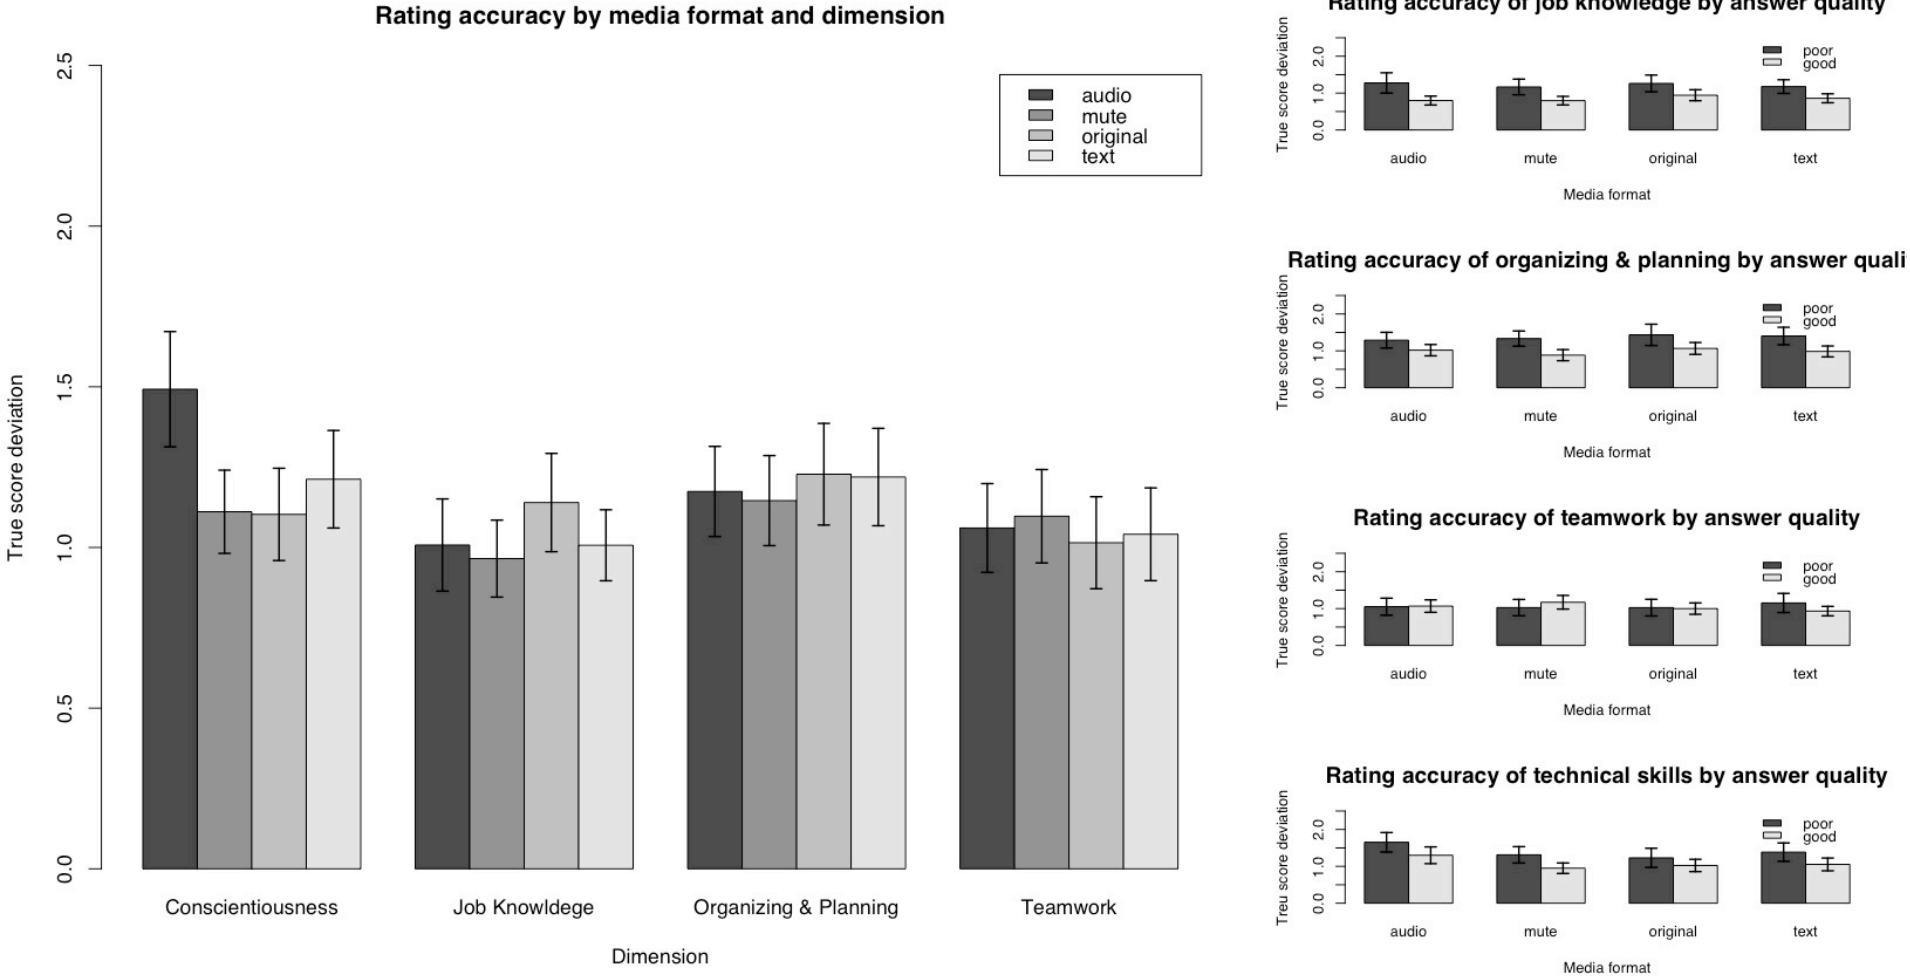 Rating accuracy by media format and dimension
2.5
2.0
1.5
1.0
0.5
0.0
True score deviation
audio
mute
original
text
Conscientiousness
Job Knowldege
Organizing & Planning
Teamwork
Dimension
Rating accuracy of job knowledge by answer quality
True score deviation
2.0
1.0
0.0
poor
good
audio
mute
original
text
Media format
Rating accuracy of organizing & planning by answer quali
True score deviation
2.0
1.0
0.0
poor
good
audio
mute
original
text
Media format
Rating accuracy of teamwork by answer quality
True score deviation
2.0
1.0
0.0
poor
good
audio
mute
original
text
Media format
Rating accuracy of technical skills by answer quality
Treu score deviation
2.0
1.0
0.0
poor
good
audio
mute
original
text
Media format